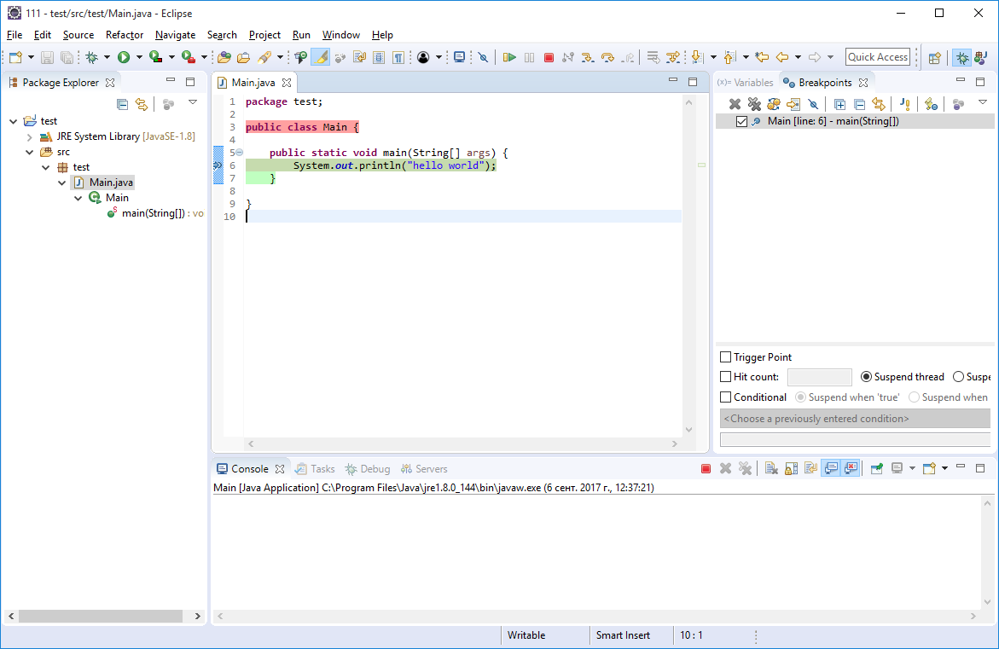 111 - test/src/test/Main.java - Eclipse
File Edit Source Refactor Navigate Search Project Run Window Help
Quick Access
Package Explorer
test
JRE System Library [JavaSE-1.8]
src
test
Main.java
Main
main(String[]) : vo
Main.java
1 package test;
2
3 public class Main {
4
5 public static void main(String[] args) {
6 System.out.println("hello world");
7 }
8
9 }
10
(x)= Variables Breakpoints
Main [line: 6] - main(String[])
Trigger Point
Hit count: Suspend thread Suspe
Conditional Suspend when 'true' Suspend when
<Choose a previously entered condition>
Console Tasks Debug Servers
Main [Java Application] C:\Program Files\Java\jre1.8.0_144\bin\javaw.exe (6 сент. 2017 г., 12:37:21)
Writable Smart Insert 10 : 1